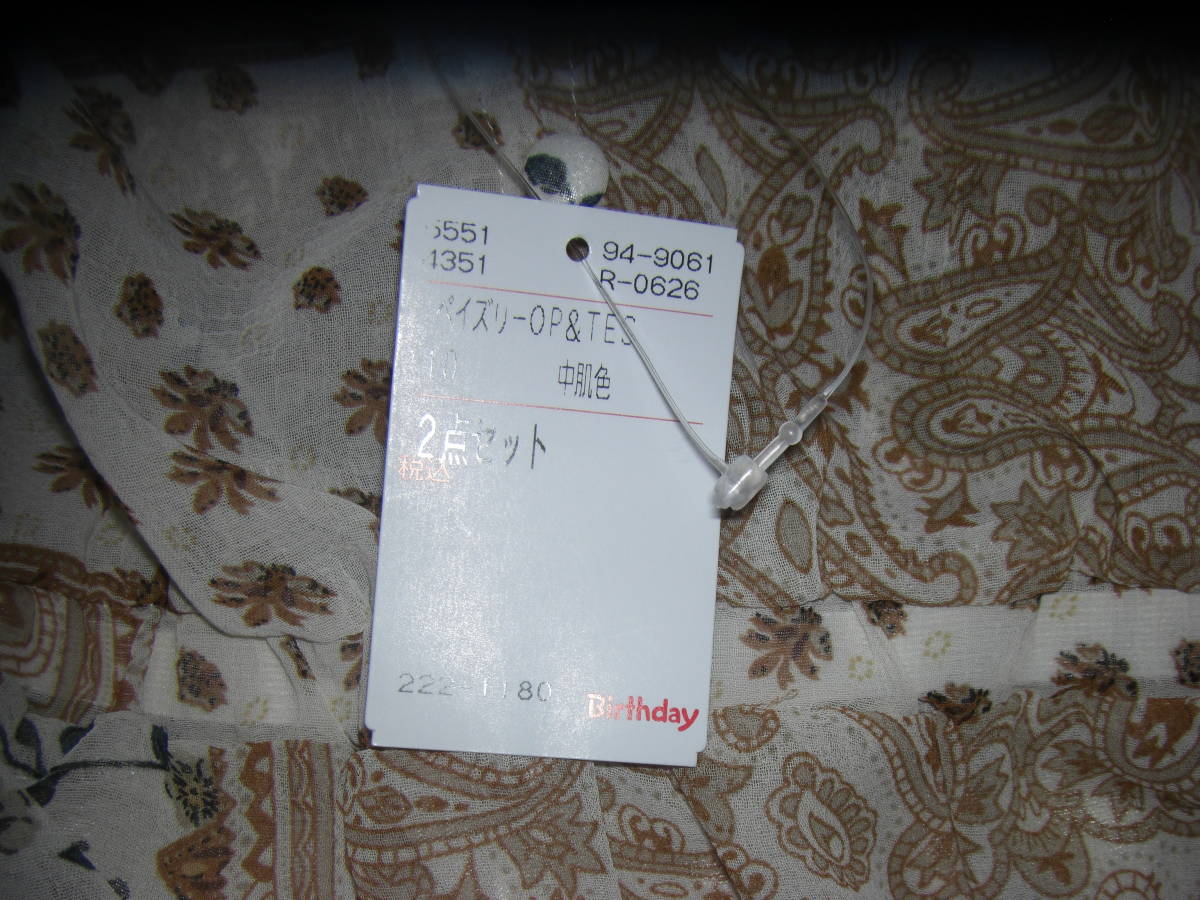 5551 94-9061
4351 R-0626
ペイズリーOP&TES
10 中肌色
2点セット
税込
222-1180
Birthday